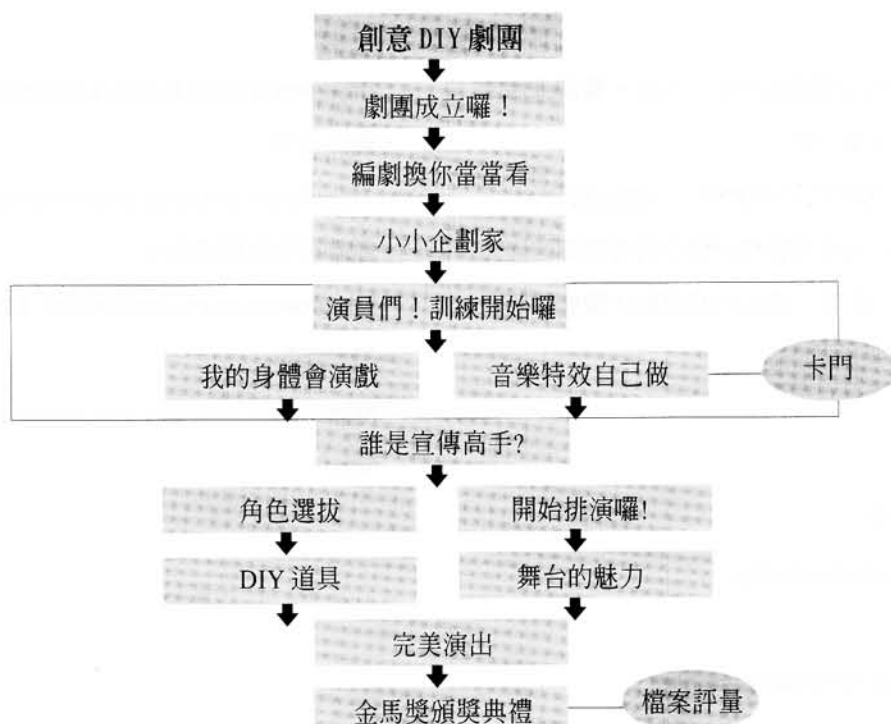 創意 DIY 劇團
劇團成立囉！
編劇換你當當看
小小企劃家
演員們！訓練開始囉
我的身體會演戲
音樂特效自己做
卡門
誰是宣傳高手?
角色選拔
開始排演囉!
DIY 道具
舞台的魅力
完美演出
金馬獎頒獎典禮
檔案評量